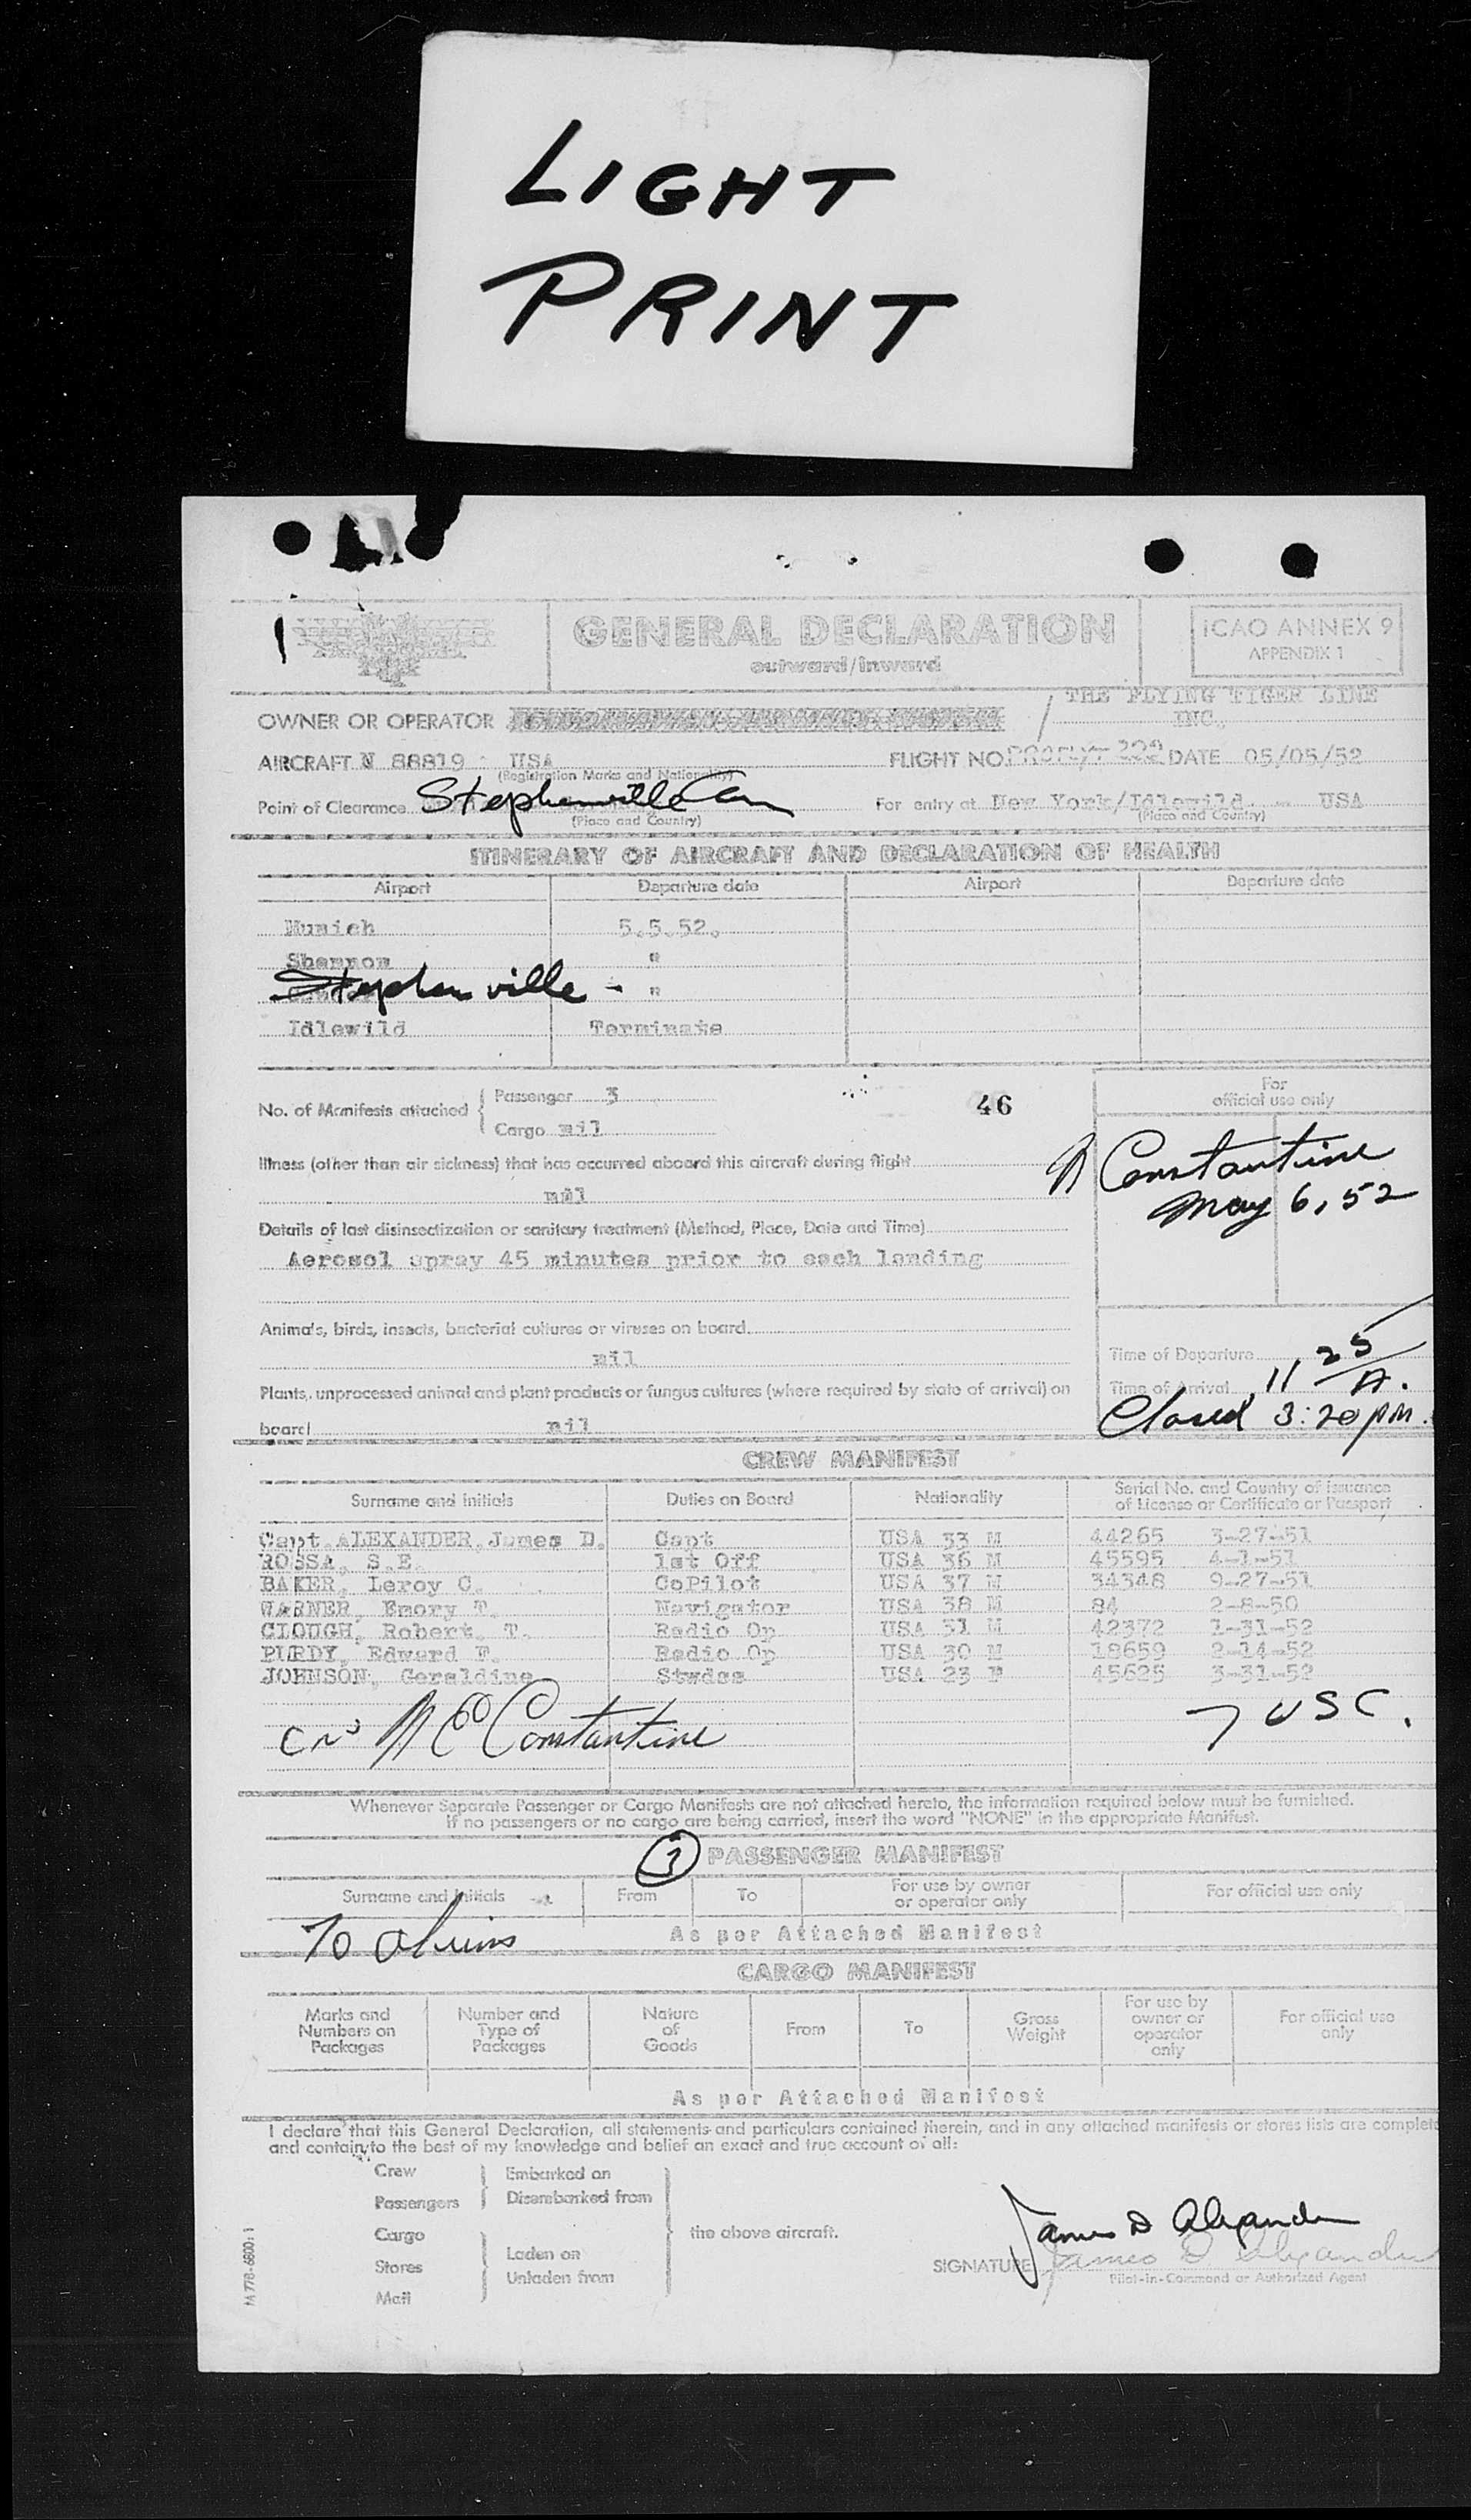 LIGHT
PRINT
GENERAL DECLARATION
outward/inward
ICAO ANNEX 9
APPENDIX 1
OWNER OR OPERATOR
THE FLYING TIGER LINE
INC.
AIRCRAFT N 88819 USA
(Registration Marks and Nationality)
FLIGHT NO. DATE 05/05/52
Point of Clearance Stephenville Can
(Place and Country)
For entry at New York/Idlewild USA
(Place and Country)
ITINERARY OF AIRCRAFT AND DECLARATION OF HEALTH
Airport Departure date Airport Departure date
Munich 5.5.52.
Shannon "
Stephenville - "
Idlewild Terminate
No. of Manifests attached
Passenger 3
Cargo nil
46
For
official use only
N Constantine
May 6, 52
Illness (other than air sickness) that has occurred aboard this aircraft during flight
nil
Details of last disinsectization or sanitary treatment (Method, Place, Date and Time)
Aerosol spray 45 minutes prior to each landing
Animals, birds, insects, bacterial cultures or viruses on board
nil
Plants, unprocessed animal and plant products or fungus cultures (where required by state of arrival) on
board nil
Time of Departure
Time of Arrival 11 25/A.
Closed 3:20 PM.
CREW MANIFEST
Surname and initials Duties on Board Nationality Serial No. and Country of issuance
of License or Certificate or Passport
Capt. ALEXANDER, James D. Capt USA 33 M 44265 3-27-51
ROSSA, S.E. 1st Off USA 36 M 45595 4-1-51
BAKER, Leroy C. CoPilot USA 37 M 34348 9-27-51
WARNER, Emory T. Navigator USA 38 M 84 2-8-50
CLOUGH, Robert. T. Radio Op USA 31 M 42372 1-31-52
PURDY, Edward F. Radio Op USA 30 M 18659 2-14-52
JOHNSON, Geraldine Stwdss USA 23 F 45625 3-31-52
7 USC.
N E Constantine
Whenever Separate Passenger or Cargo Manifests are not attached hereto, the information required below must be furnished.
If no passengers or no cargo are being carried, insert the word "NONE" in the appropriate Manifest.
3 PASSENGER MANIFEST
Surname and initials From To For use by owner
or operator only For official use only
70 aliens
As per Attached Manifest
CARGO MANIFEST
Marks and
Numbers on
Packages
Number and
Type of
Packages
Nature
of
Goods
From
To
Gross
Weight
For use by
owner or
operator
only
For official use
only
As per Attached Manifest
I declare that this General Declaration, all statements and particulars contained therein, and in any attached manifests or stores lists are complete
and contain to the best of my knowledge and belief an exact and true account of all:
Crew
Passengers
Embarked on
Disembarked from
Cargo
Stores
Mail
Laden on
Unladen from
the above aircraft.
James D Alexander
SIGNATURE James D Alexander
Pilot-in-Command or Authorized Agent
M 778-6800:1